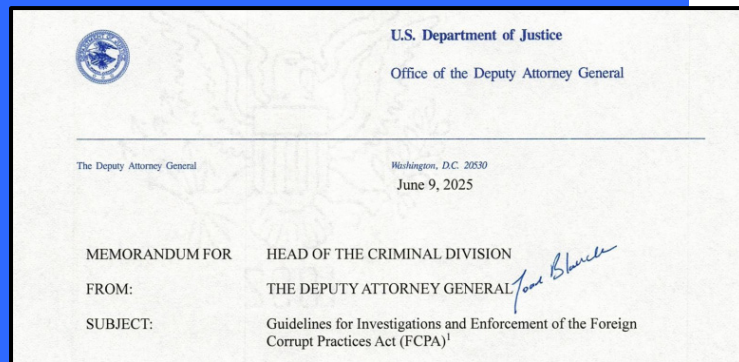 U.S. Department of Justice
Office of the Deputy Attorney General
The Deputy Attorney General
Washington, D.C. 20530
June 9, 2025
MEMORANDUM FOR HEAD OF THE CRIMINAL DIVISION
FROM: THE DEPUTY ATTORNEY GENERAL Todd Blanche
SUBJECT: Guidelines for Investigations and Enforcement of the Foreign
Corrupt Practices Act (FCPA)¹